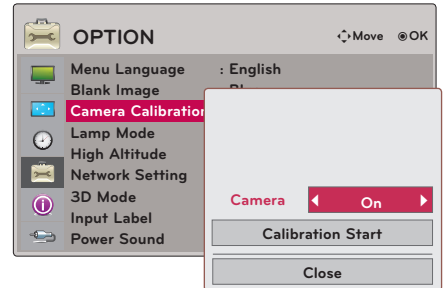 OPTION
Move OK
Menu Language : English
Blank Image :
Camera Calibration
Lamp Mode
High Altitude
Network Setting
3D Mode
Input Label
Power Sound
Camera On
Calibration Start
Close